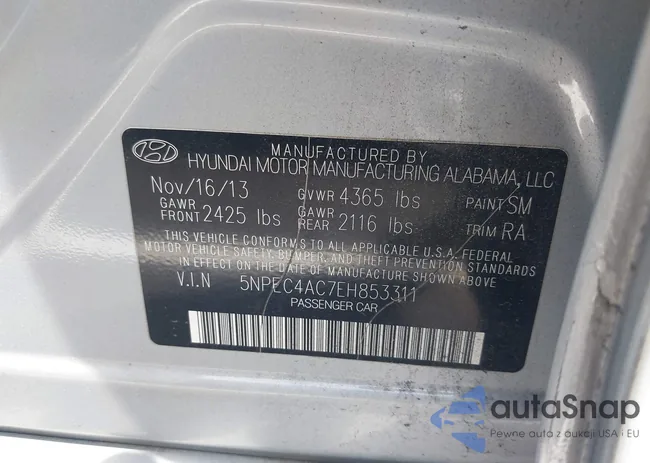 MANUFACTURED BY
HYUNDAI MOTOR MANUFACTURING ALABAMA, LLC
Nov/16/13 GVWR 4365 lbs PAINT SM
GAWR FRONT 2425 lbs GAWR REAR 2116 lbs TRIM RA
THIS VEHICLE CONFORMS TO ALL APPLICABLE U.S.A. FEDERAL
MOTOR VEHICLE SAFETY, BUMPER, AND THEFT PREVENTION STANDARDS
IN EFFECT ON THE DATE OF MANUFACTURE SHOWN ABOVE.
V.I.N 5NPEC4AC7EH853311
PASSENGER CAR
autaSnap
Pewne auta z aukcji USA i EU